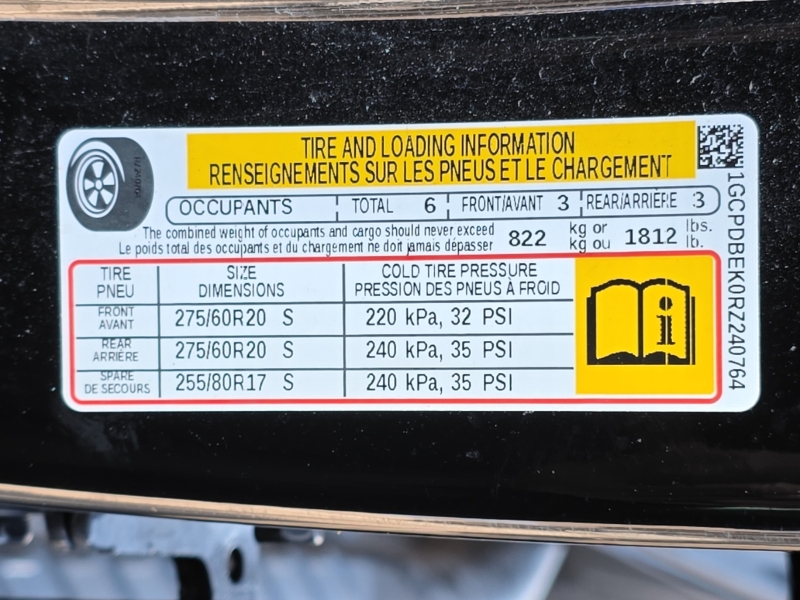 TIRE AND LOADING INFORMATION
RENSEIGNEMENTS SUR LES PNEUS ET LE CHARGEMENT
OCCUPANTS TOTAL 6 FRONT/AVANT 3 REAR/ARRIÈRE 3
The combined weight of occupants and cargo should never exceed 822 kg or 1812 lbs.
Le poids total des occupants et du chargement ne doit jamais dépasser kg ou lb.
TIRE SIZE COLD TIRE PRESSURE
PNEU DIMENSIONS PRESSION DES PNEUS À FROID
FRONT
AVANT 275/60R20 S 220 kPa, 32 PSI
REAR
ARRIÈRE 275/60R20 S 240 kPa, 35 PSI
SPARE
DE SECOURS 255/80R17 S 240 kPa, 35 PSI
i
1GCPDBEK0RZ240764